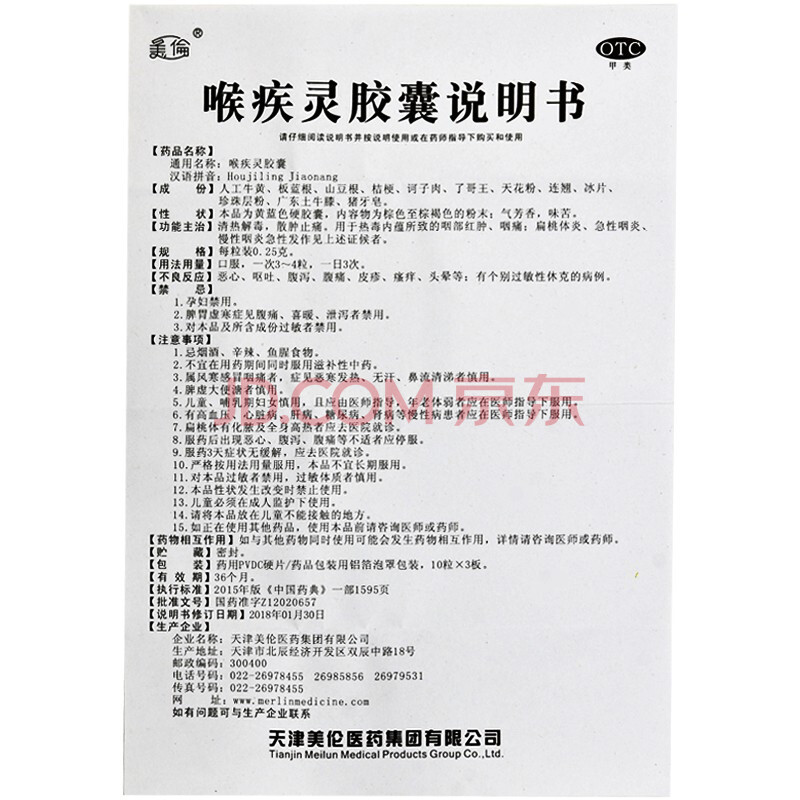 美倫®
OTC
甲类
喉疾灵胶囊说明书
请仔细阅读说明书并按说明使用或在药师指导下购买和使用
【药品名称】
通用名称：喉疾灵胶囊
汉语拼音：Houjiling Jiaonang
【成　份】人工牛黄、板蓝根、山豆根、桔梗、诃子肉、了哥王、天花粉、连翘、冰片、
珍珠层粉、广东土牛膝、猪牙皂。
【性　状】本品为黄蓝色硬胶囊，内容物为棕色至棕褐色的粉末；气芳香，味苦。
【功能主治】清热解毒，散肿止痛。用于热毒内蕴所致的咽部红肿、咽痛；扁桃体炎、急性咽炎、
慢性咽炎急性发作见上述证候者。
【规　格】每粒装0.25克。
【用法用量】口服，一次3～4粒，一日3次。
【不良反应】恶心、呕吐、腹泻、腹痛、皮疹、瘙痒、头晕等；有个别过敏性休克的病例。
【禁　忌】
1.孕妇禁用。
2.脾胃虚寒症见腹痛、喜暖、泄泻者禁用。
3.对本品及所含成份过敏者禁用。
【注意事项】
1.忌烟酒、辛辣、鱼腥食物。
2.不宜在用药期间同时服用滋补性中药。
3.属风寒感冒咽痛者，症见恶寒发热、无汗、鼻流清涕者慎用。
4.脾虚大便溏者慎用。
5.儿童、哺乳期妇女慎用，且应由医师指导、年老体弱者应在医师指导下服用。
6.有高血压、心脏病、肝病、糖尿病、肾病等慢性病患者应在医师指导下服用。
7.扁桃体有化脓及全身高热者应去医院就诊。
8.服药后出现恶心、腹泻、腹痛等不适者应停服。
9.服药3天症状无缓解，应去医院就诊。
10.严格按用法用量服用，本品不宜长期服用。
11.对本品过敏者禁用，过敏体质者慎用。
12.本品性状发生改变时禁止使用。
13.儿童必须在成人监护下使用。
14.请将本品放在儿童不能接触的地方。
15.如正在使用其他药品，使用本品前请咨询医师或药师。
JD.COM 京东
【药物相互作用】如与其他药物同时使用可能会发生药物相互作用，详情请咨询医师或药师。
【贮　藏】密封。
【包　装】药用PVDC硬片/药品包装用铝箔泡罩包装，10粒×3板。
【有 效 期】36个月。
【执行标准】2015年版《中国药典》一部1595页
【批准文号】国药准字Z12020657
【说明书修订日期】2018年01月30日
【生产企业】
企业名称：天津美伦医药集团有限公司
生产地址：天津市北辰经济开发区双辰中路18号
邮政编码：300400
电话号码：022-26978455 26985856 26979531
传真号码：022-26978455
网　址：www.merlinmedicine.com
如有问题可与生产企业联系
天津美伦医药集团有限公司
Tianjin Meilun Medical Products Group Co.,Ltd.